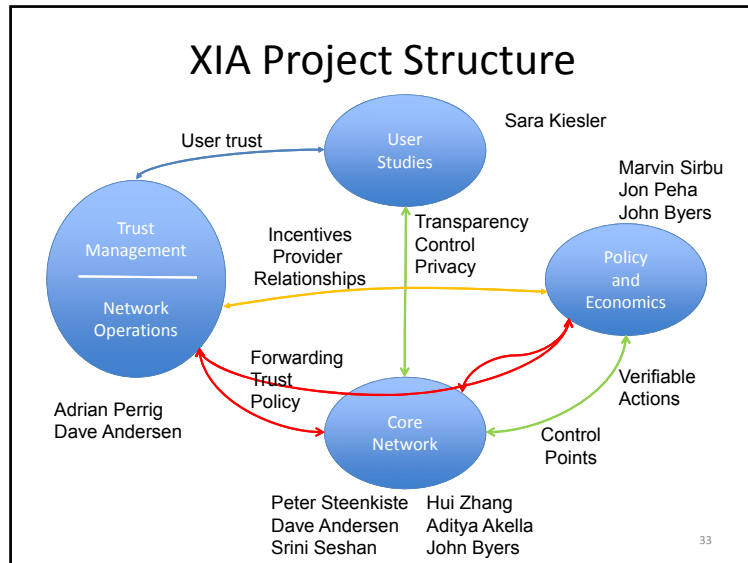 XIA Project Structure
User trust
User
Studies
Sara Kiesler
Marvin Sirbu
Jon Peha
John Byers
Trust
Management
Network
Operations
Incentives
Provider
Relationships
Transparency
Control
Privacy
Policy
and
Economics
Forwarding
Trust
Policy
Verifiable
Actions
Adrian Perrig
Dave Andersen
Core
Network
Control
Points
Peter Steenkiste
Dave Andersen
Srini Seshan
Hui Zhang
Aditya Akella
John Byers
33